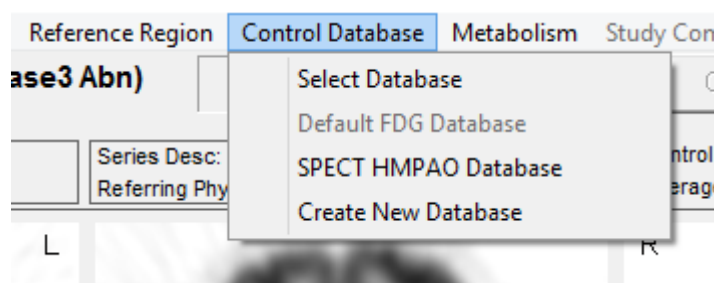 Reference Region Control Database Metabolism Study Con
ase3 Abn)
Select Database
Default FDG Database
SPECT HMPAO Database
Create New Database
Series Desc:
Referring Phy
ntrol
erag
L
R